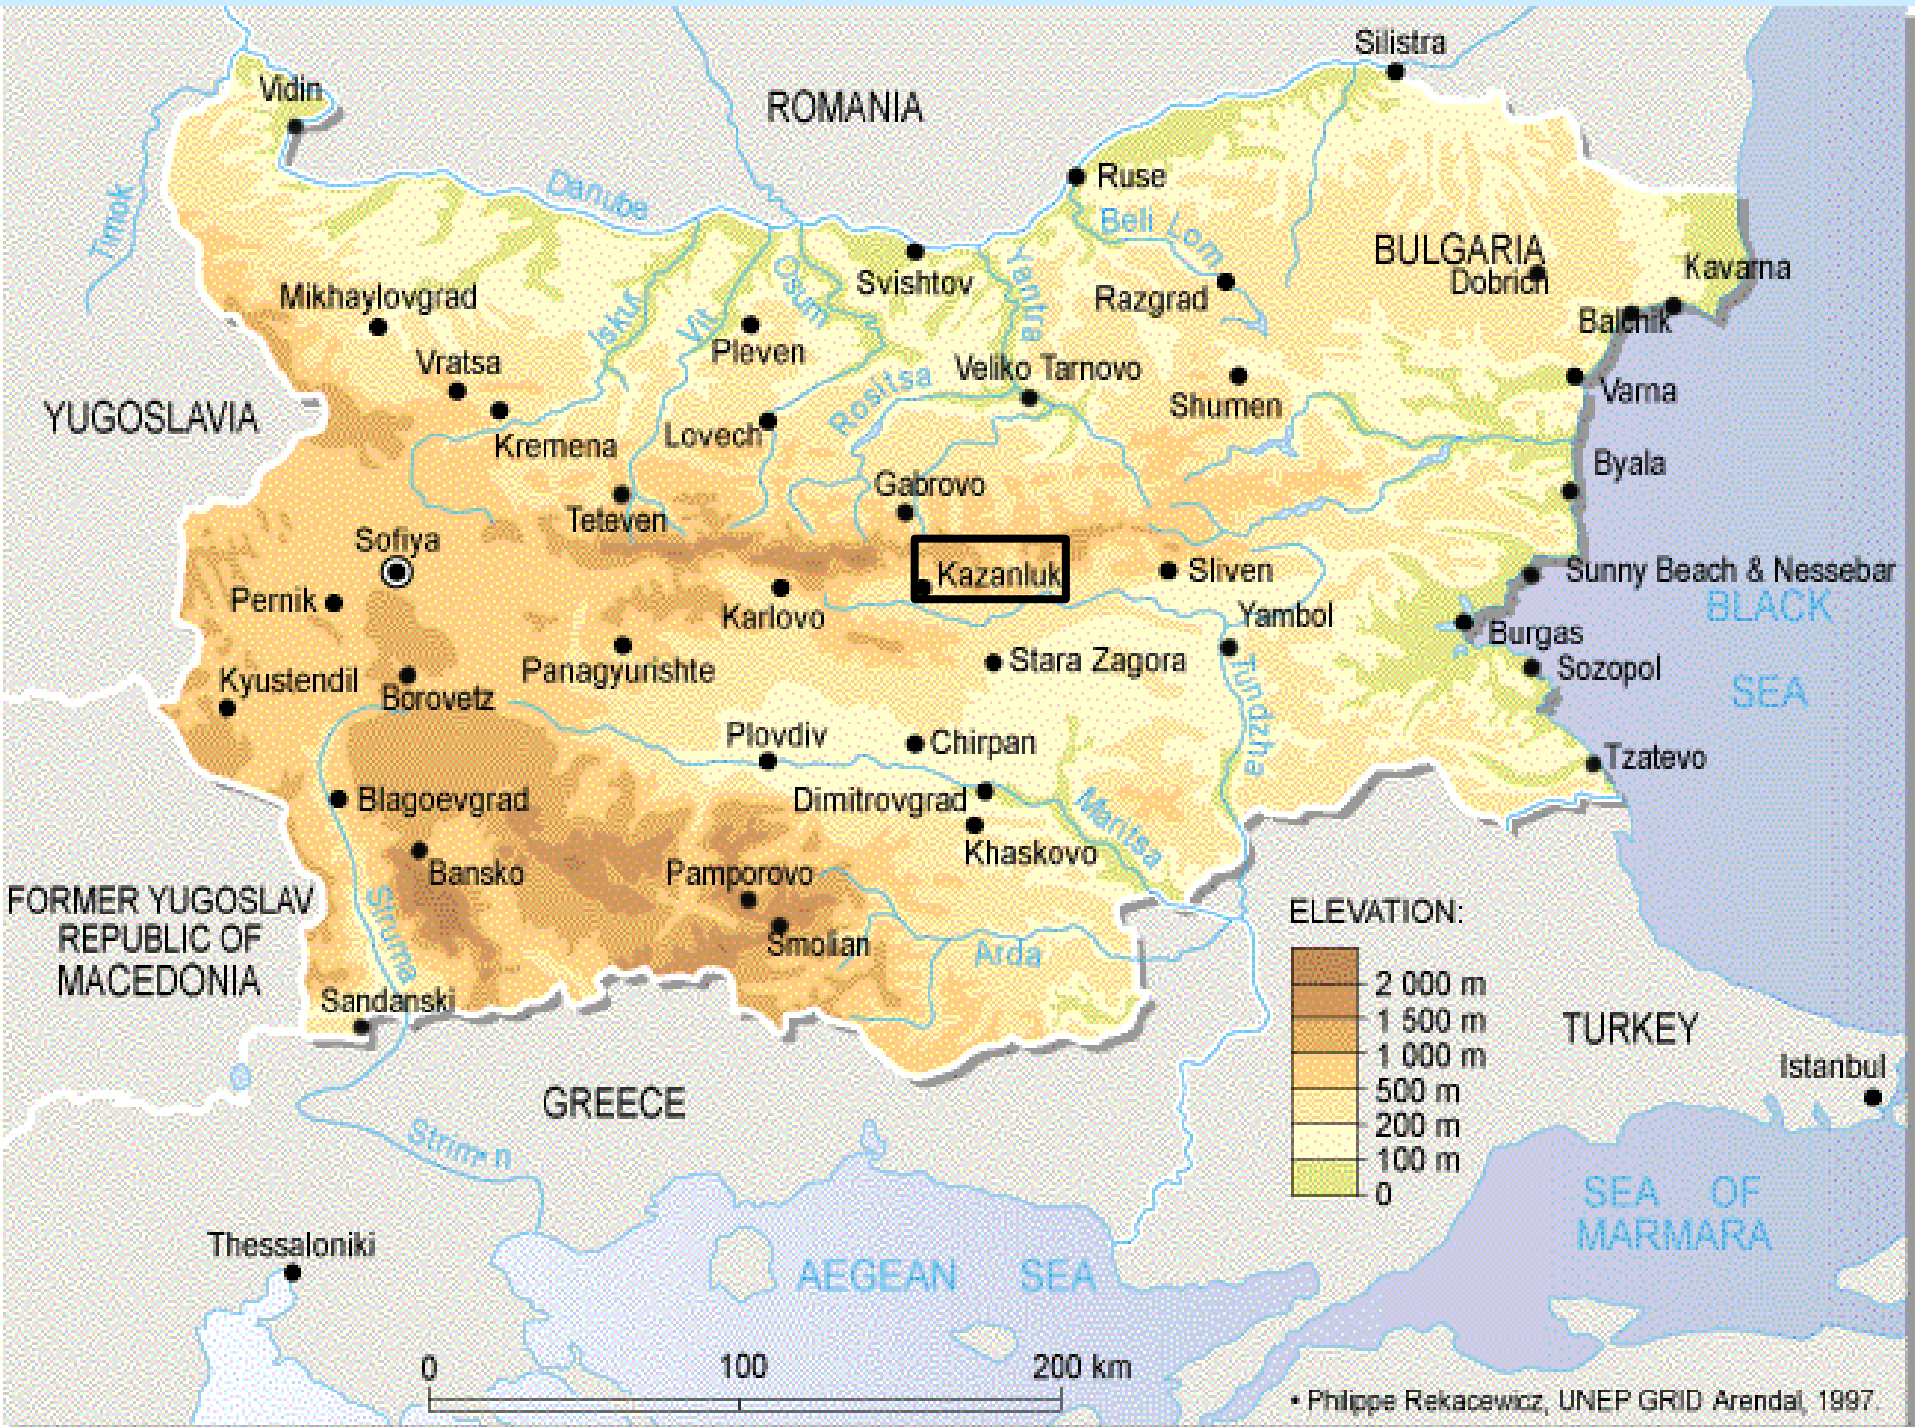 Silistra
Vidin
ROMANIA
Ruse
Danube
Timok
Beli Lom
BULGARIA
Dobrich
Kavarna
Svishtov
Osum
Yantra
Razgrad
Mikhaylovgrad
Iskur
Vit
Balchik
Pleven
Vratsa
Veliko Tarnovo
Rositsa
Varna
YUGOSLAVIA
Shumen
Kremena
Lovech
Byala
Gabrovo
Teteven
Sofiya
Kazanluk
Sliven
Sunny Beach & Nessebar
BLACK
SEA
Pernik
Karlovo
Yambol
Burgas
Kyustendil
Panagyurishte
Stara Zagora
Sozopol
Borovetz
Tundzha
Plovdiv
Chirpan
Tzatevo
Blagoevgrad
Dimitrovgrad
Maritsa
Khaskovo
Bansko
Pamporovo
FORMER YUGOSLAV
REPUBLIC OF
MACEDONIA
Struma
Smolian
Arda
Sandanski
ELEVATION:
2 000 m
1 500 m
1 000 m
500 m
200 m
100 m
0
TURKEY
Istanbul
GREECE
SEA OF
MARMARA
Thessaloniki
AEGEAN SEA
0 100 200 km
• Philippe Rekacewicz, UNEP GRID Arendal, 1997.